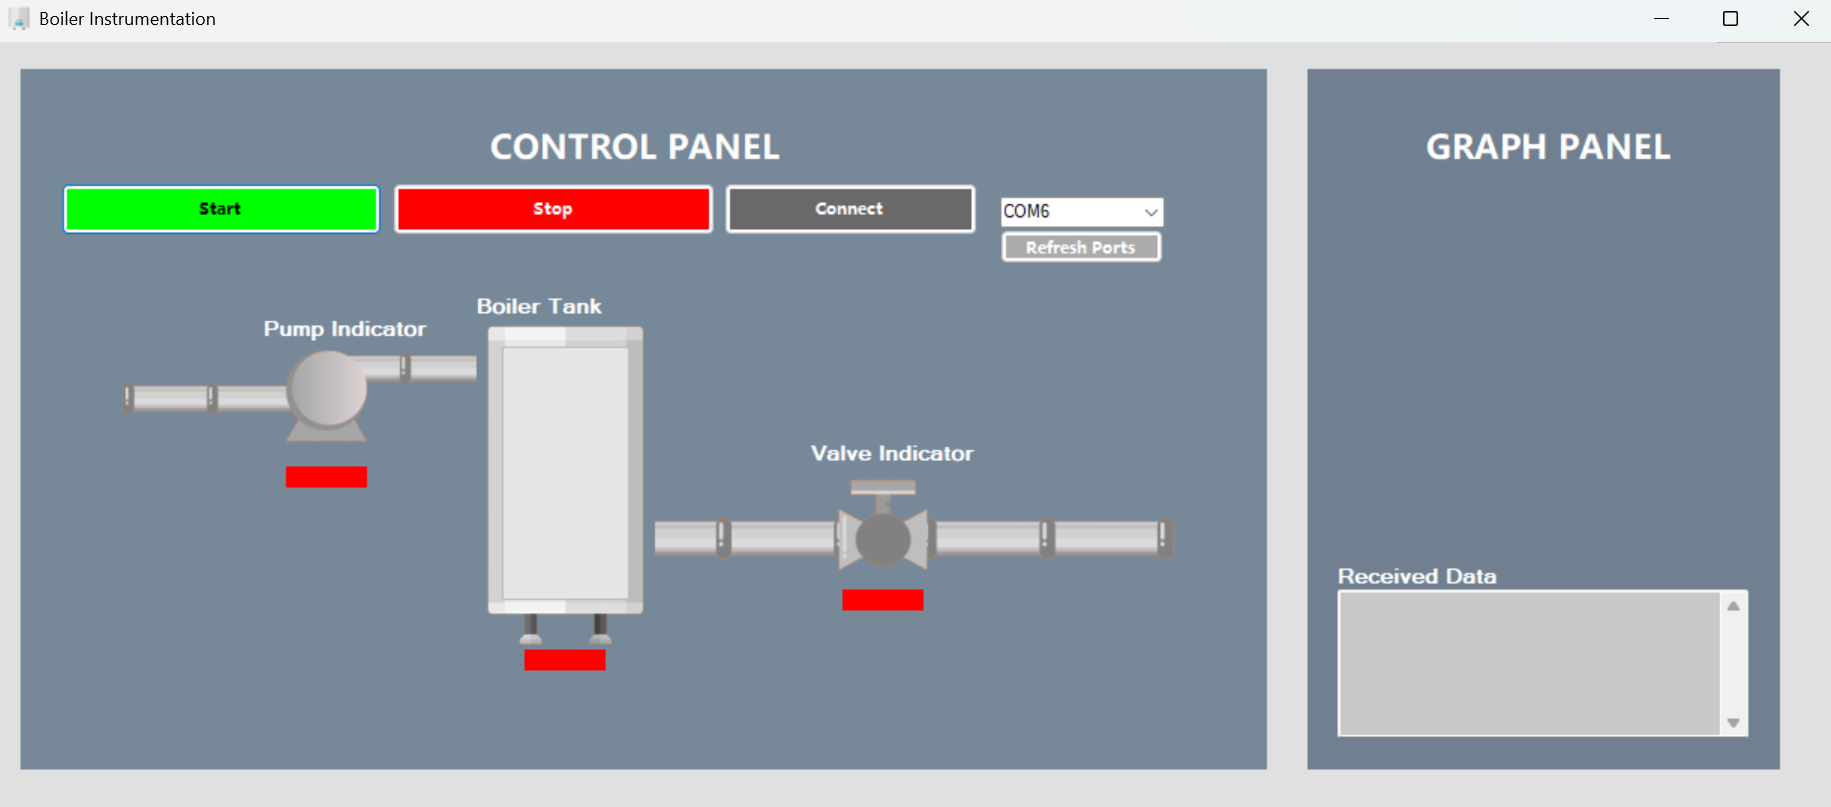 Boiler Instrumentation
CONTROL PANEL
Start
Stop
Connect
COM6
Refresh Ports
Boiler Tank
Pump Indicator
Valve Indicator
GRAPH PANEL
Received Data